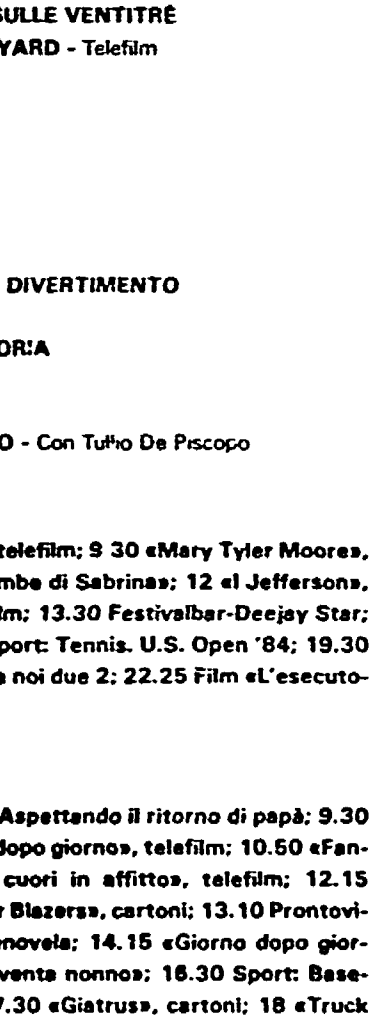 SULLE VENTITRÉ
YARD - Telefilm
DIVERTIMENTO
ORIA
O - Con Tullio De Piscopo
telefilm; 9 30 «Mary Tyler Moore»,
mbe di Sabrina»; 12 «I Jefferson»,
lm; 13.30 Festivalbar-Deejay Star;
port: Tennis. U.S. Open '84; 19.30
noi due 2; 22.25 Film «L'esecuto-
Aspettando il ritorno di papà; 9.30
dopo giorno», telefilm; 10.50 «Fan-
cuori in affitto», telefilm; 12.15
r Blazers», cartoni; 13.10 Prontovi-
enovela; 14.15 «Giorno dopo gior-
venta nonno»; 16.30 Sport: Base-
7.30 «Giatrus», cartoni; 18 «Truck